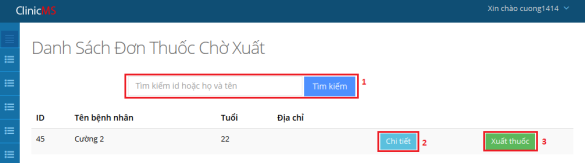 ClinicMS
Xin chào cuong1414
Danh Sách Đơn Thuốc Chờ Xuất
Tìm kiếm id hoặc họ và tên Tìm kiếm 1
ID Tên bệnh nhân Tuổi Địa chỉ
45 Cường 2 22 Chi tiết 2 Xuất thuốc 3